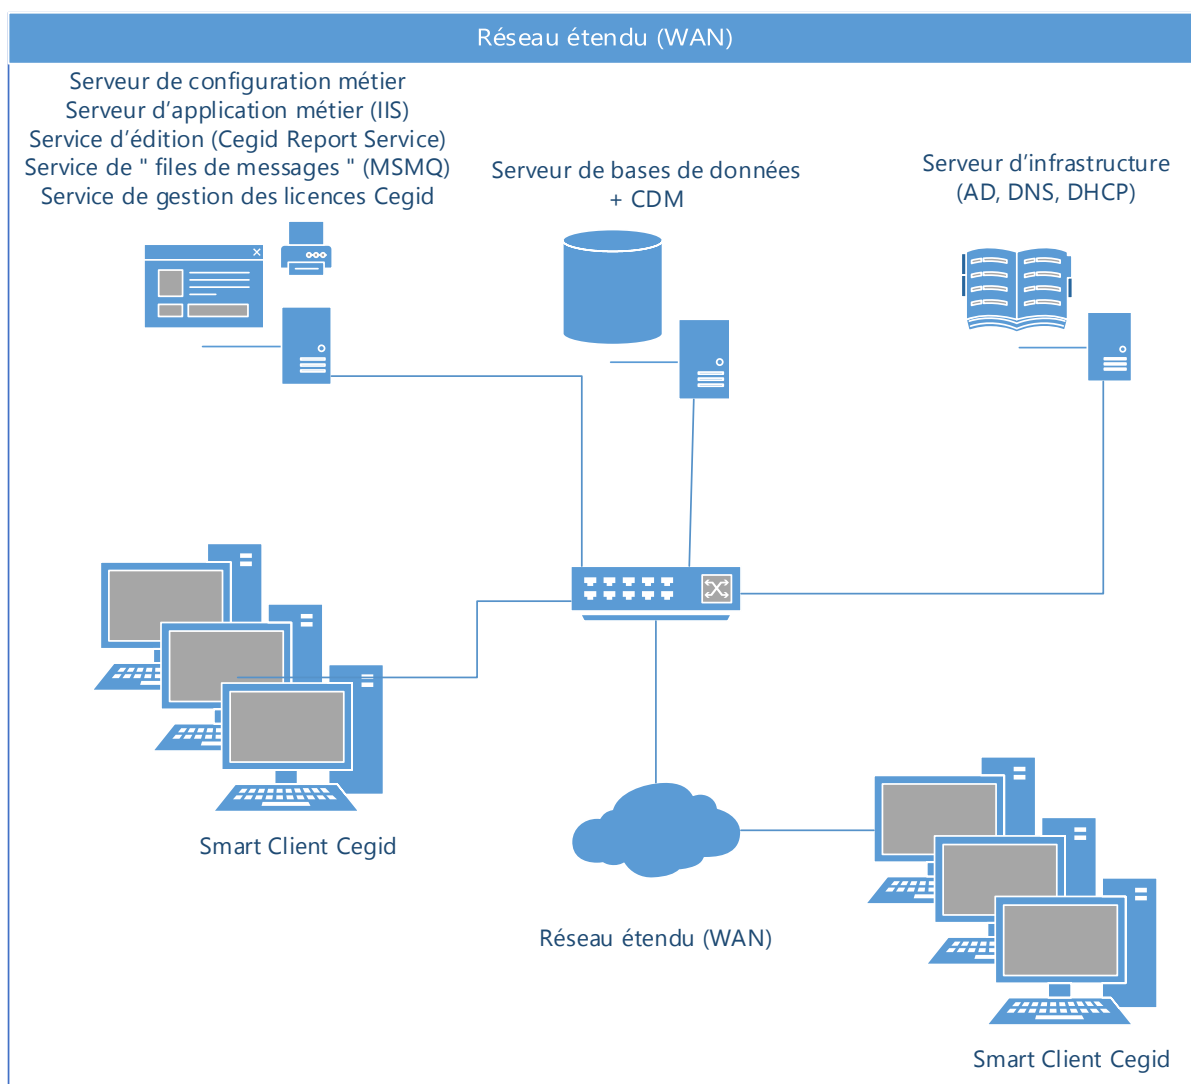 Réseau étendu (WAN)
Serveur de configuration métier
Serveur d'application métier (IIS)
Service d'édition (Cegid Report Service)
Service de " files de messages " (MSMQ)
Service de gestion des licences Cegid
Serveur de bases de données
+ CDM
Serveur d'infrastructure
(AD, DNS, DHCP)
Smart Client Cegid
Réseau étendu (WAN)
Smart Client Cegid